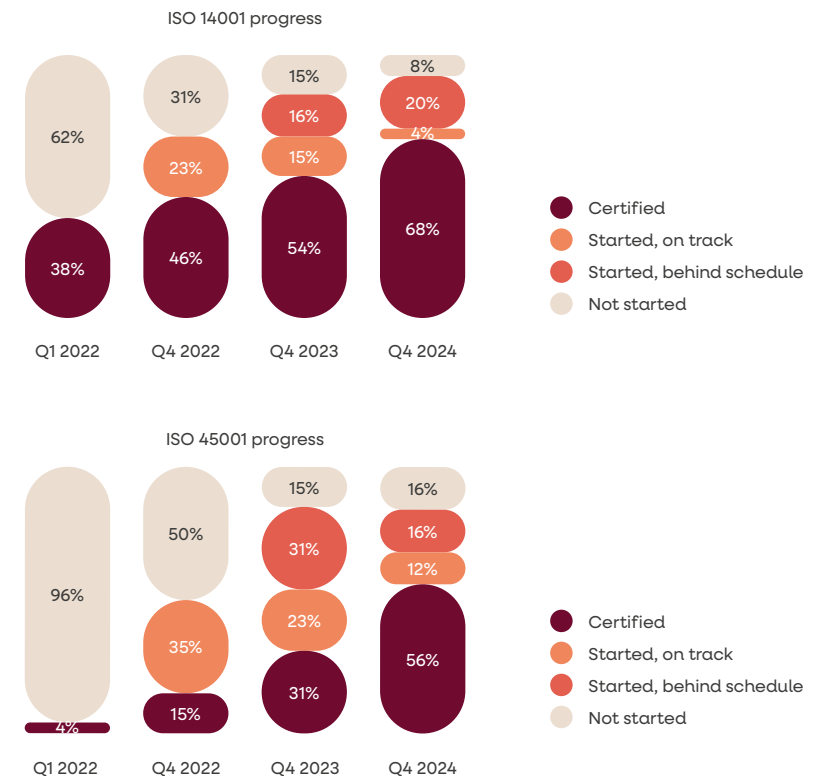 ISO 14001 progress
8%
15%
31%
20%
16%
62%
4%
15%
23%
68%
54%
46%
38%
Certified
Started, on track
Started, behind schedule
Not started
Q1 2022 Q4 2022 Q4 2023 Q4 2024
ISO 45001 progress
15% 16%
50% 31% 16%
12%
96%
23%
35%
56%
31%
15%
4%
Certified
Started, on track
Started, behind schedule
Not started
Q1 2022 Q4 2022 Q4 2023 Q4 2024